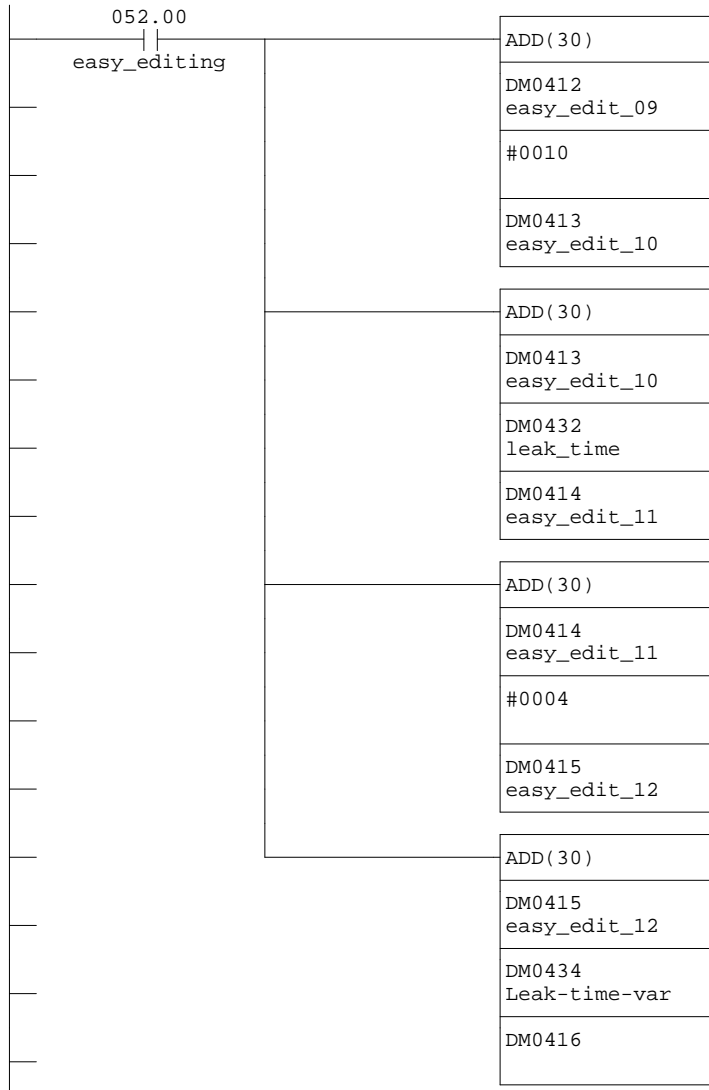 052.00
easy_editing
ADD(30)
DM0412
easy_edit_09
#0010
DM0413
easy_edit_10
ADD(30)
DM0413
easy_edit_10
DM0432
leak_time
DM0414
easy_edit_11
ADD(30)
DM0414
easy_edit_11
#0004
DM0415
easy_edit_12
ADD(30)
DM0415
easy_edit_12
DM0434
Leak-time-var
DM0416